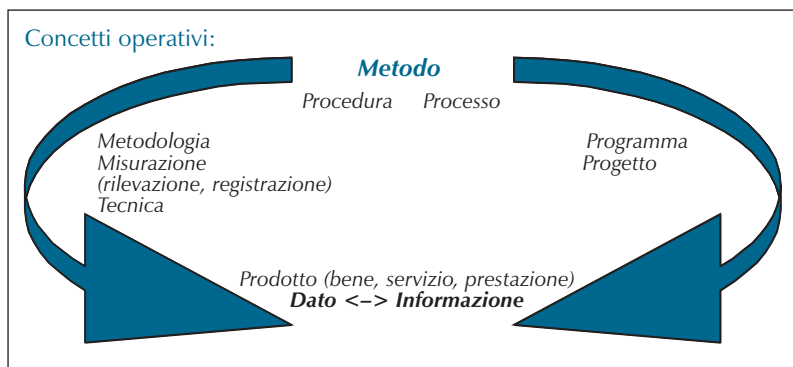 Concetti operativi:
Metodo
Procedura Processo
Metodologia
Misurazione
(rilevazione, registrazione)
Tecnica
Programma
Progetto
Prodotto (bene, servizio, prestazione)
Dato <–> Informazione